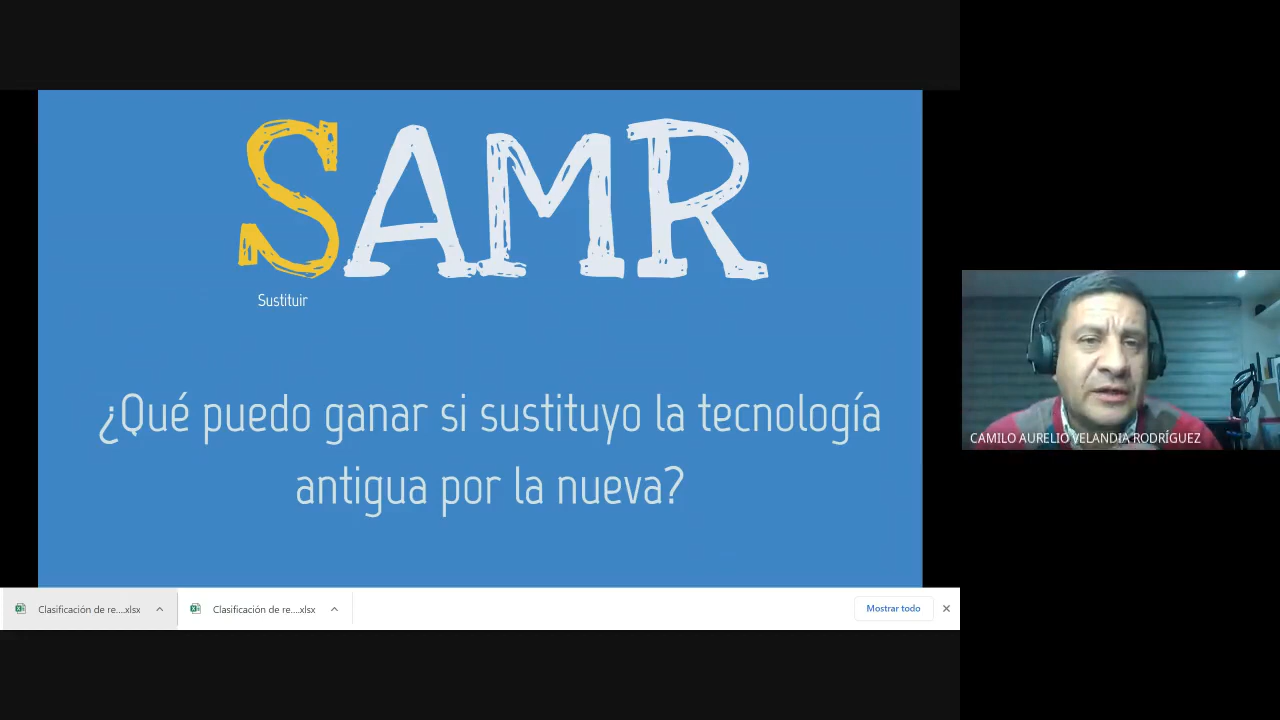 SAMR
Sustituir
¿Qué puedo ganar si sustituyo la tecnología
antigua por la nueva?
CAMILO AURELIO VELANDIA RODRÍGUEZ
Clasificación de re....xlsx
Clasificación de re....xlsx
Mostrar todo